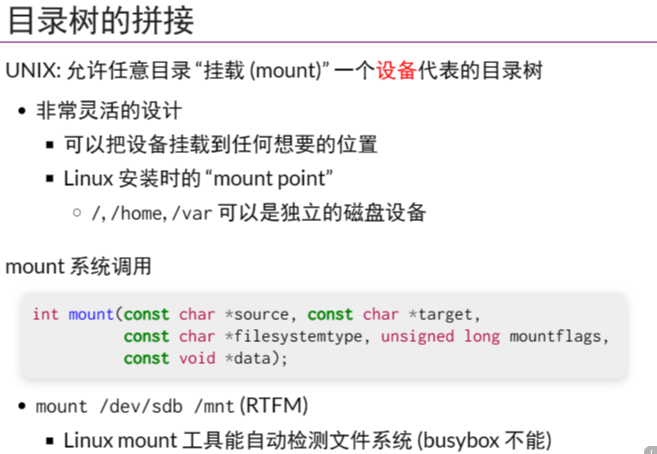 目录树的拼接
UNIX: 允许任意目录 “挂载 (mount)” 一个设备代表的目录树
• 非常灵活的设计
▪ 可以把设备挂载到任何想要的位置
▪ Linux 安装时的 “mount point”
◦ /, /home, /var 可以是独立的磁盘设备
mount 系统调用
int mount(const char *source, const char *target,
const char *filesystemtype, unsigned long mountflags,
const void *data);
• mount /dev/sdb /mnt (RTFM)
▪ Linux mount 工具能自动检测文件系统 (busybox 不能)